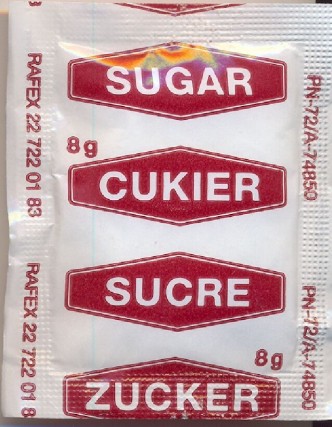 RAFEX 22 722 01 83
RAFEX 22 722 01 8
SUGAR
8g
CUKIER
SUCRE
8g
ZUCKER
PN-72/A-74850
PN-72/A-74850